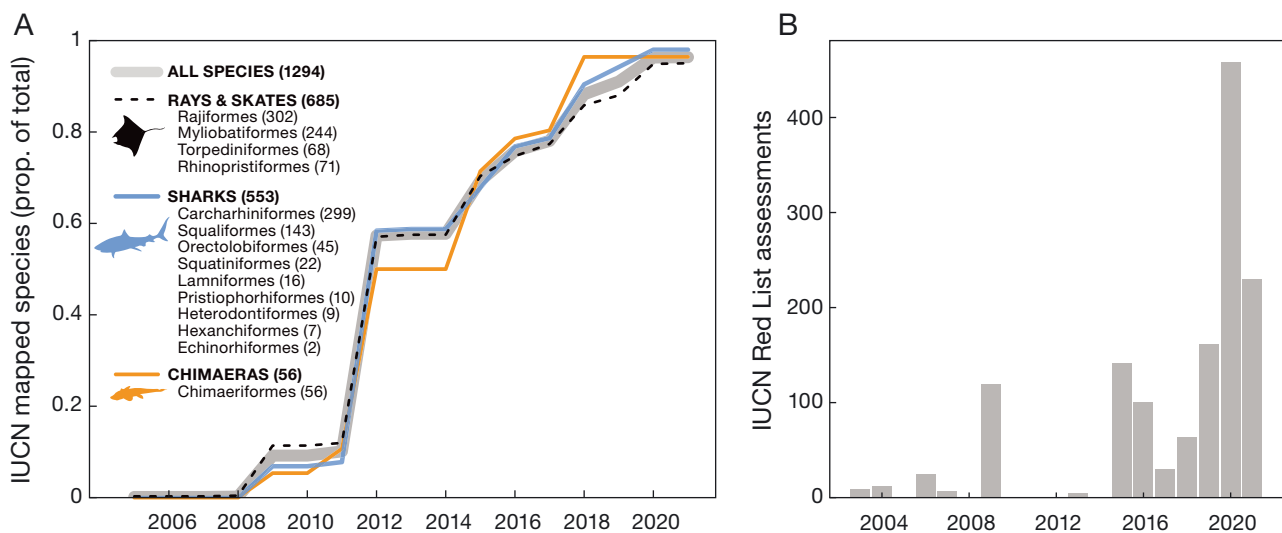 A
IUCN mapped species (prop. of total)
1
0.8
0.6
0.4
0.2
0
ALL SPECIES (1294)
RAYS & SKATES (685)
Rajiformes (302)
Myliobatiformes (244)
Torpediniformes (68)
Rhinopristiformes (71)
SHARKS (553)
Carcharhiniformes (299)
Squaliformes (143)
Orectolobiformes (45)
Squatiniformes (22)
Lamniformes (16)
Pristiophorhiformes (10)
Heterodontiformes (9)
Hexanchiformes (7)
Echinorhiformes (2)
CHIMAERAS (56)
Chimaeriformes (56)
2006 2008 2010 2012 2014 2016 2018 2020
B
IUCN Red List assessments
400
300
200
100
0
2004 2008 2012 2016 2020